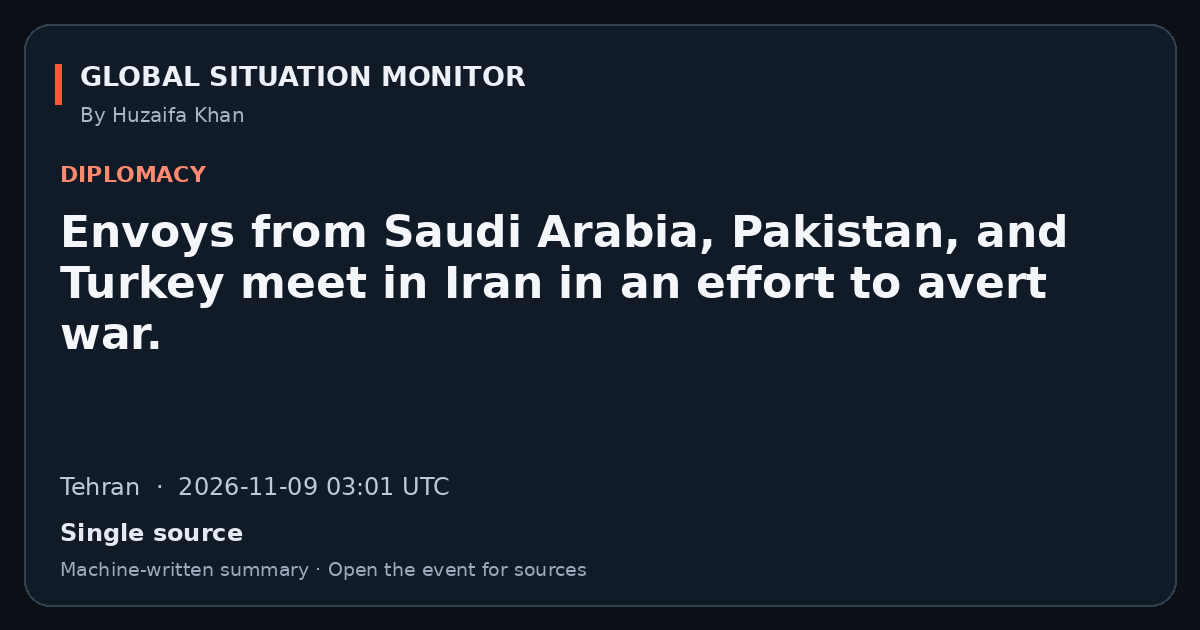 GLOBAL SITUATION MONITOR
By Huzaifa Khan
DIPLOMACY
Envoys from Saudi Arabia, Pakistan, and
Turkey meet in Iran in an effort to avert
war.
Tehran · 2026-11-09 03:01 UTC
Single source
Machine-written summary · Open the event for sources